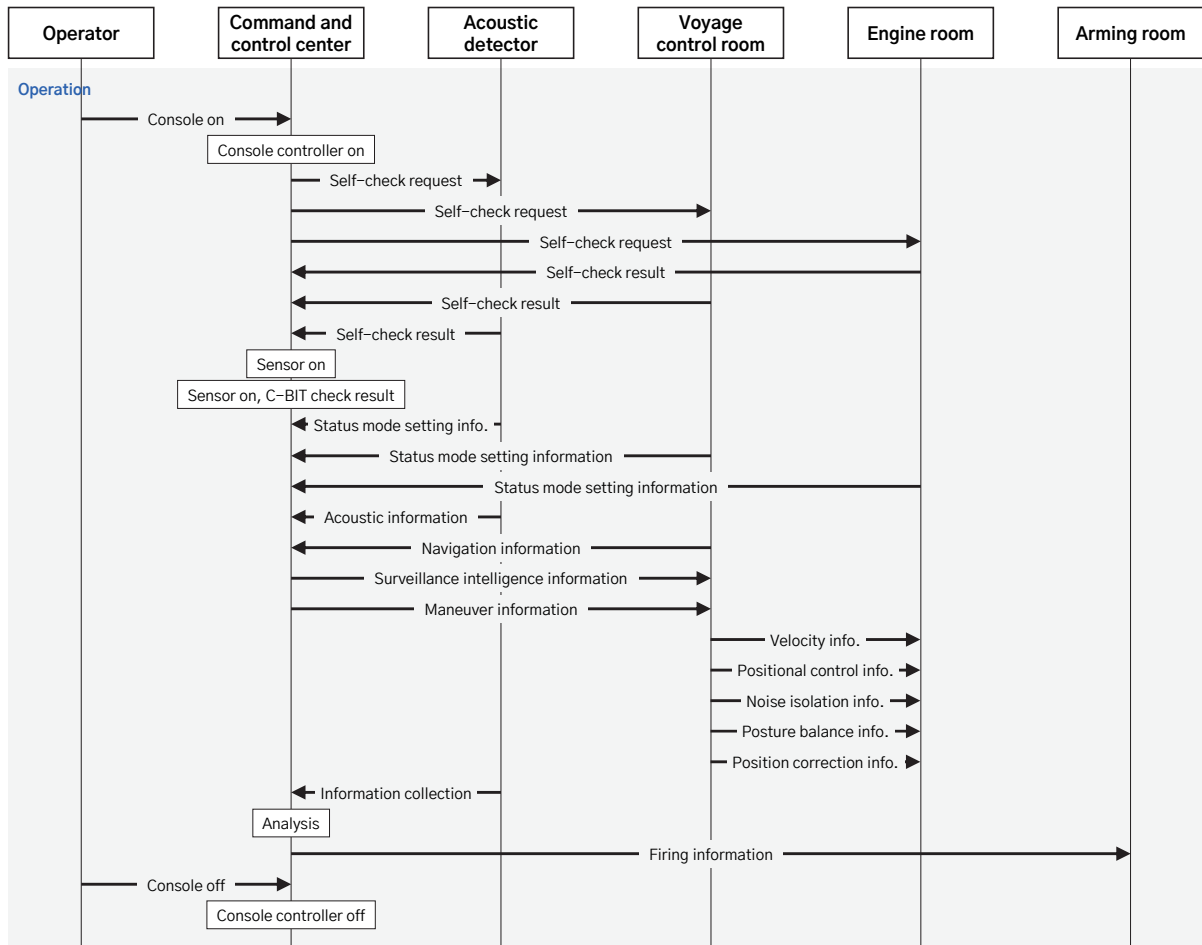 Operator
Command and
control center
Acoustic
detector
Voyage
control room
Engine room
Arming room
Operation
Console on
Console controller on
Self-check request
Self-check request
Self-check request
Self-check result
Self-check result
Self-check result
Sensor on
Sensor on, C-BIT check result
Status mode setting info.
Status mode setting information
Status mode setting information
Acoustic information
Navigation information
Surveillance intelligence information
Maneuver information
Velocity info.
Positional control info.
Noise isolation info.
Posture balance info.
Position correction info.
Information collection
Analysis
Firing information
Console off
Console controller off